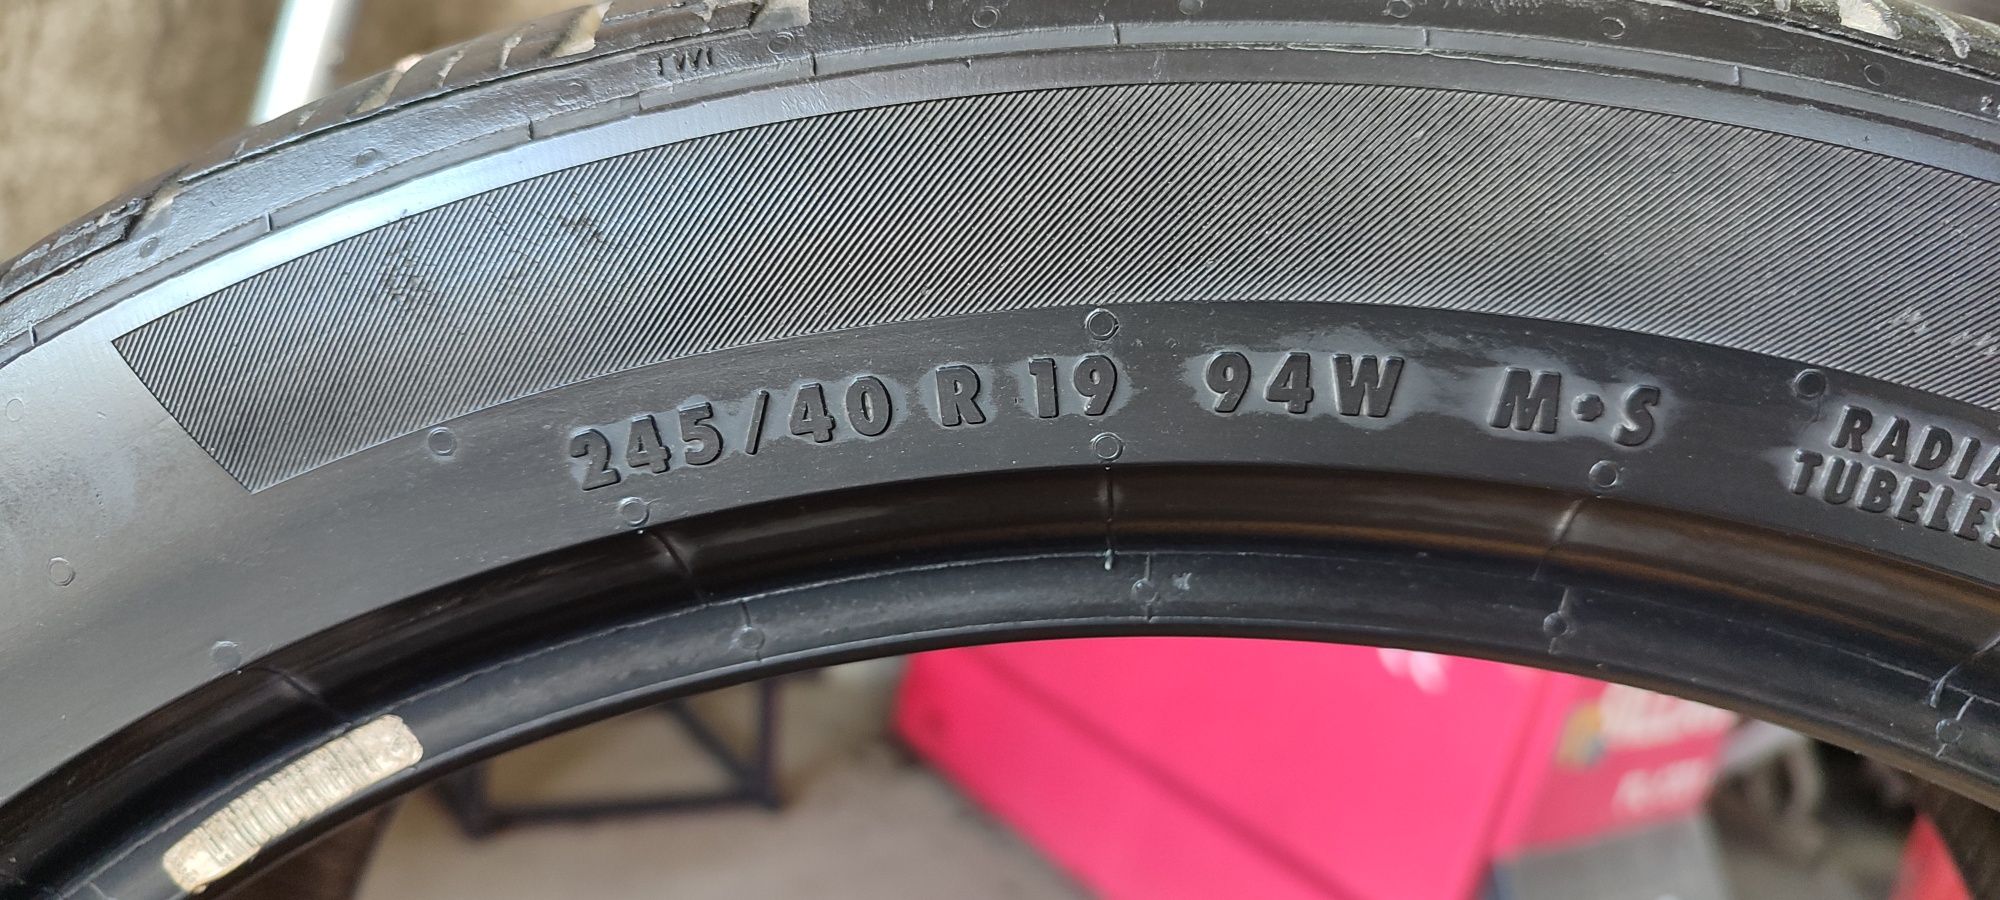 TWI
245/40 R 19 94W M•S
RADIA
TUBELES